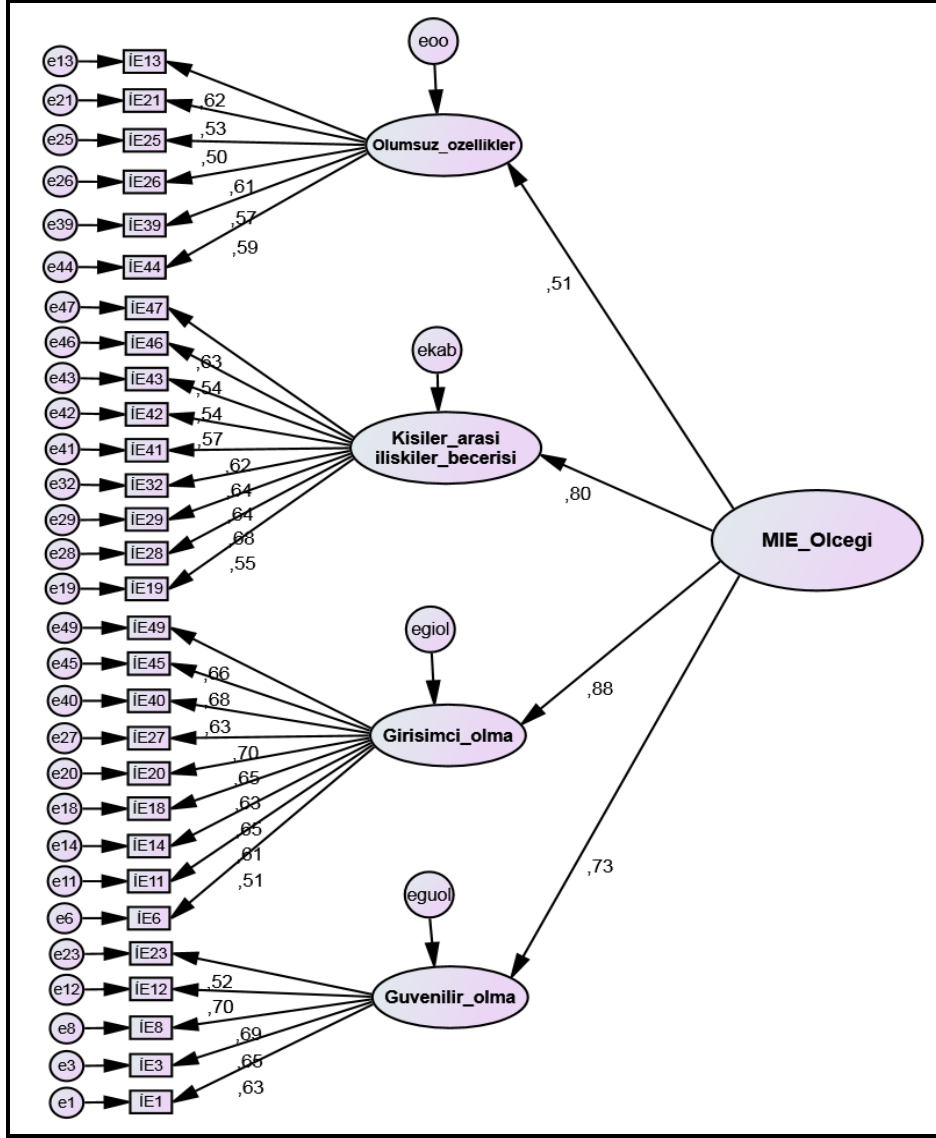 eoo
e13 İE13
e21 İE21
,62
e25 İE25
,53
Olumsuz_ozellikler
e26 İE26
,50
,61
e39 İE39
,57
,59
e44 İE44
,51
e47 İE47
e46 İE46
ekab
,63
e43 İE43
,54
e42 İE42
,54
Kisiler_arasi
iliskiler_becerisi
e41 İE41
,57
,62
e32 İE32
,64
,80
e29 İE29
,64
,68
e28 İE28
,55
e19 İE19
MIE_Olcegi
e49 İE49
egiol
e45 İE45
,66
,88
e40 İE40
,68
,63
e27 İE27
Girisimci_olma
,70
e20 İE20
,65
e18 İE18
,63
,65
e14 İE14
,61
e11 İE11
,51
,73
e6 İE6
eguol
e23 İE23
,52
e12 İE12
Guvenilir_olma
,70
e8 İE8
,69
e3 İE3
,65
,63
e1 İE1